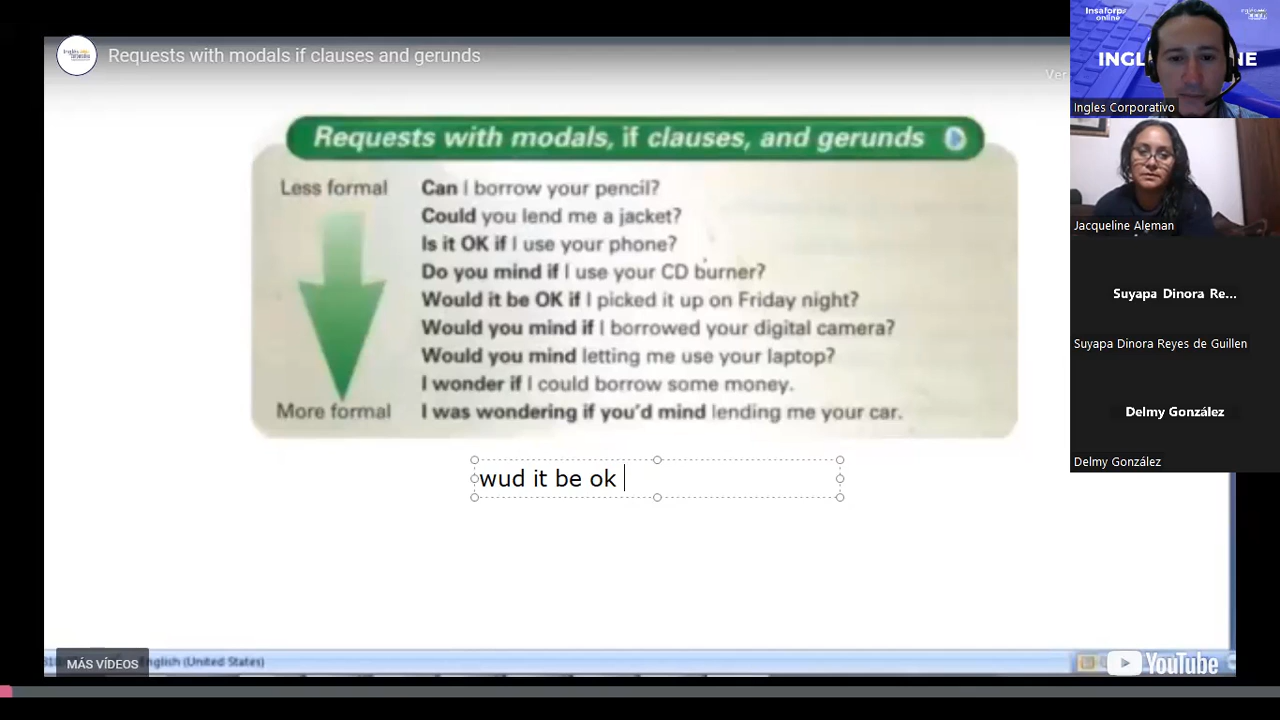 Requests with modals if clauses and gerunds
Ver
Requests with modals, if clauses, and gerunds
Less formal
Can I borrow your pencil?
Could you lend me a jacket?
Is it OK if I use your phone?
Do you mind if I use your CD burner?
Would it be OK if I picked it up on Friday night?
Would you mind if I borrowed your digital camera?
Would you mind letting me use your laptop?
I wonder if I could borrow some money.
More formal
I was wondering if you'd mind lending me your car.
wud it be ok
MÁS VÍDEOS
English (United States)
YouTube
Insaforp
online
INGL
NE
Ingles Corporativo
Jacqueline Aleman
Suyapa Dinora Re...
Suyapa Dinora Reyes de Guillen
Delmy González
Delmy González